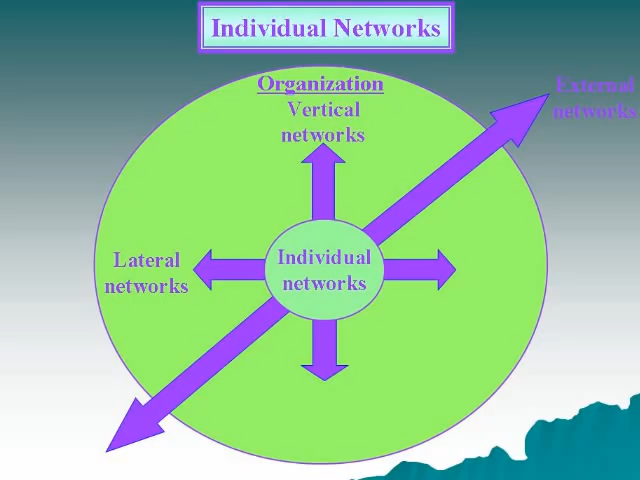 Individual Networks
Organization
Vertical
networks
External
networks
Lateral
networks
Individual
networks